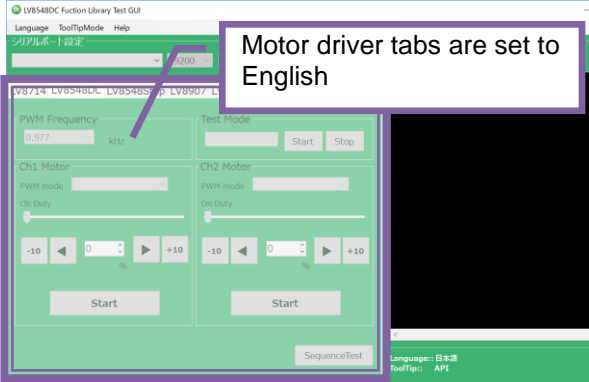 LV8548DC Fuction Library Test GUI
Language ToolTipMode Help
シリアルポート設定
9200
Motor driver tabs are set to
English
LV8714 LV8548DC LV8548Step LV8907
PWM Frequency
Test Mode
0.977 kHz
Start Stop
Ch1 Motor
Ch2 Motor
PWM mode
PWM mode
On Duty
On Duty
-10 0 +10
-10 0 +10
%
%
Start
Start
SequenceTest
Language:: 日本語
ToolTip:: API